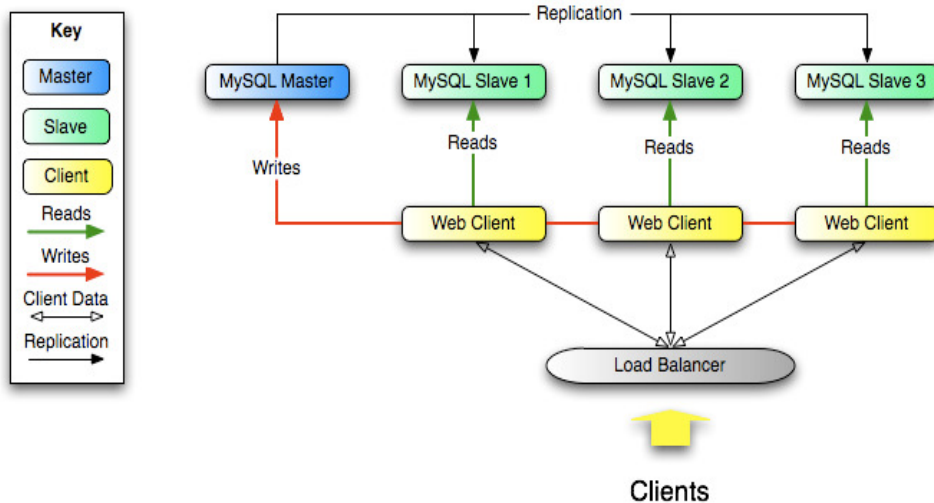 Key
Master
Slave
Client
Reads
Writes
Client Data
Replication
Replication
MySQL Master
MySQL Slave 1
MySQL Slave 2
MySQL Slave 3
Writes
Reads
Reads
Reads
Web Client
Web Client
Web Client
Load Balancer
Clients